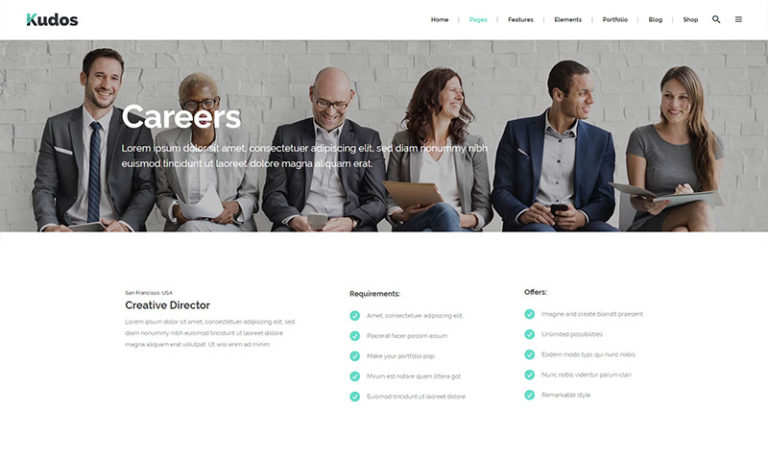 Kudos
Home | Pages | Features | Elements | Portfolio | Blog | Shop
Careers
Lorem ipsum dolor sit amet, consectetuer adipiscing elit, sed diam nonummy nibh
euismod tincidunt ut laoreet dolore magna aliquam erat.
San Francisco, USA
Creative Director
Lorem ipsum dolor sit amet, consectetuer adipiscing elit, sed diam
nonummy nibh euismod tincidunt ut laoreet dolore
magna aliquam erat volutpat. Ut wisi enim ad minim
Requirements:
Amet, consectetuer adipiscing elit,
Placerat facer possim assum
Make your portfolio pop
Mirum est notare quam littera got
Euismod tincidunt ut laoreet dolore
Offers:
Imagine and create blandit praesent
Unlimited possibilities
Eodem modo typi, qui nunc nobis
Nunc nobis videntur parum clari
Remarkable style